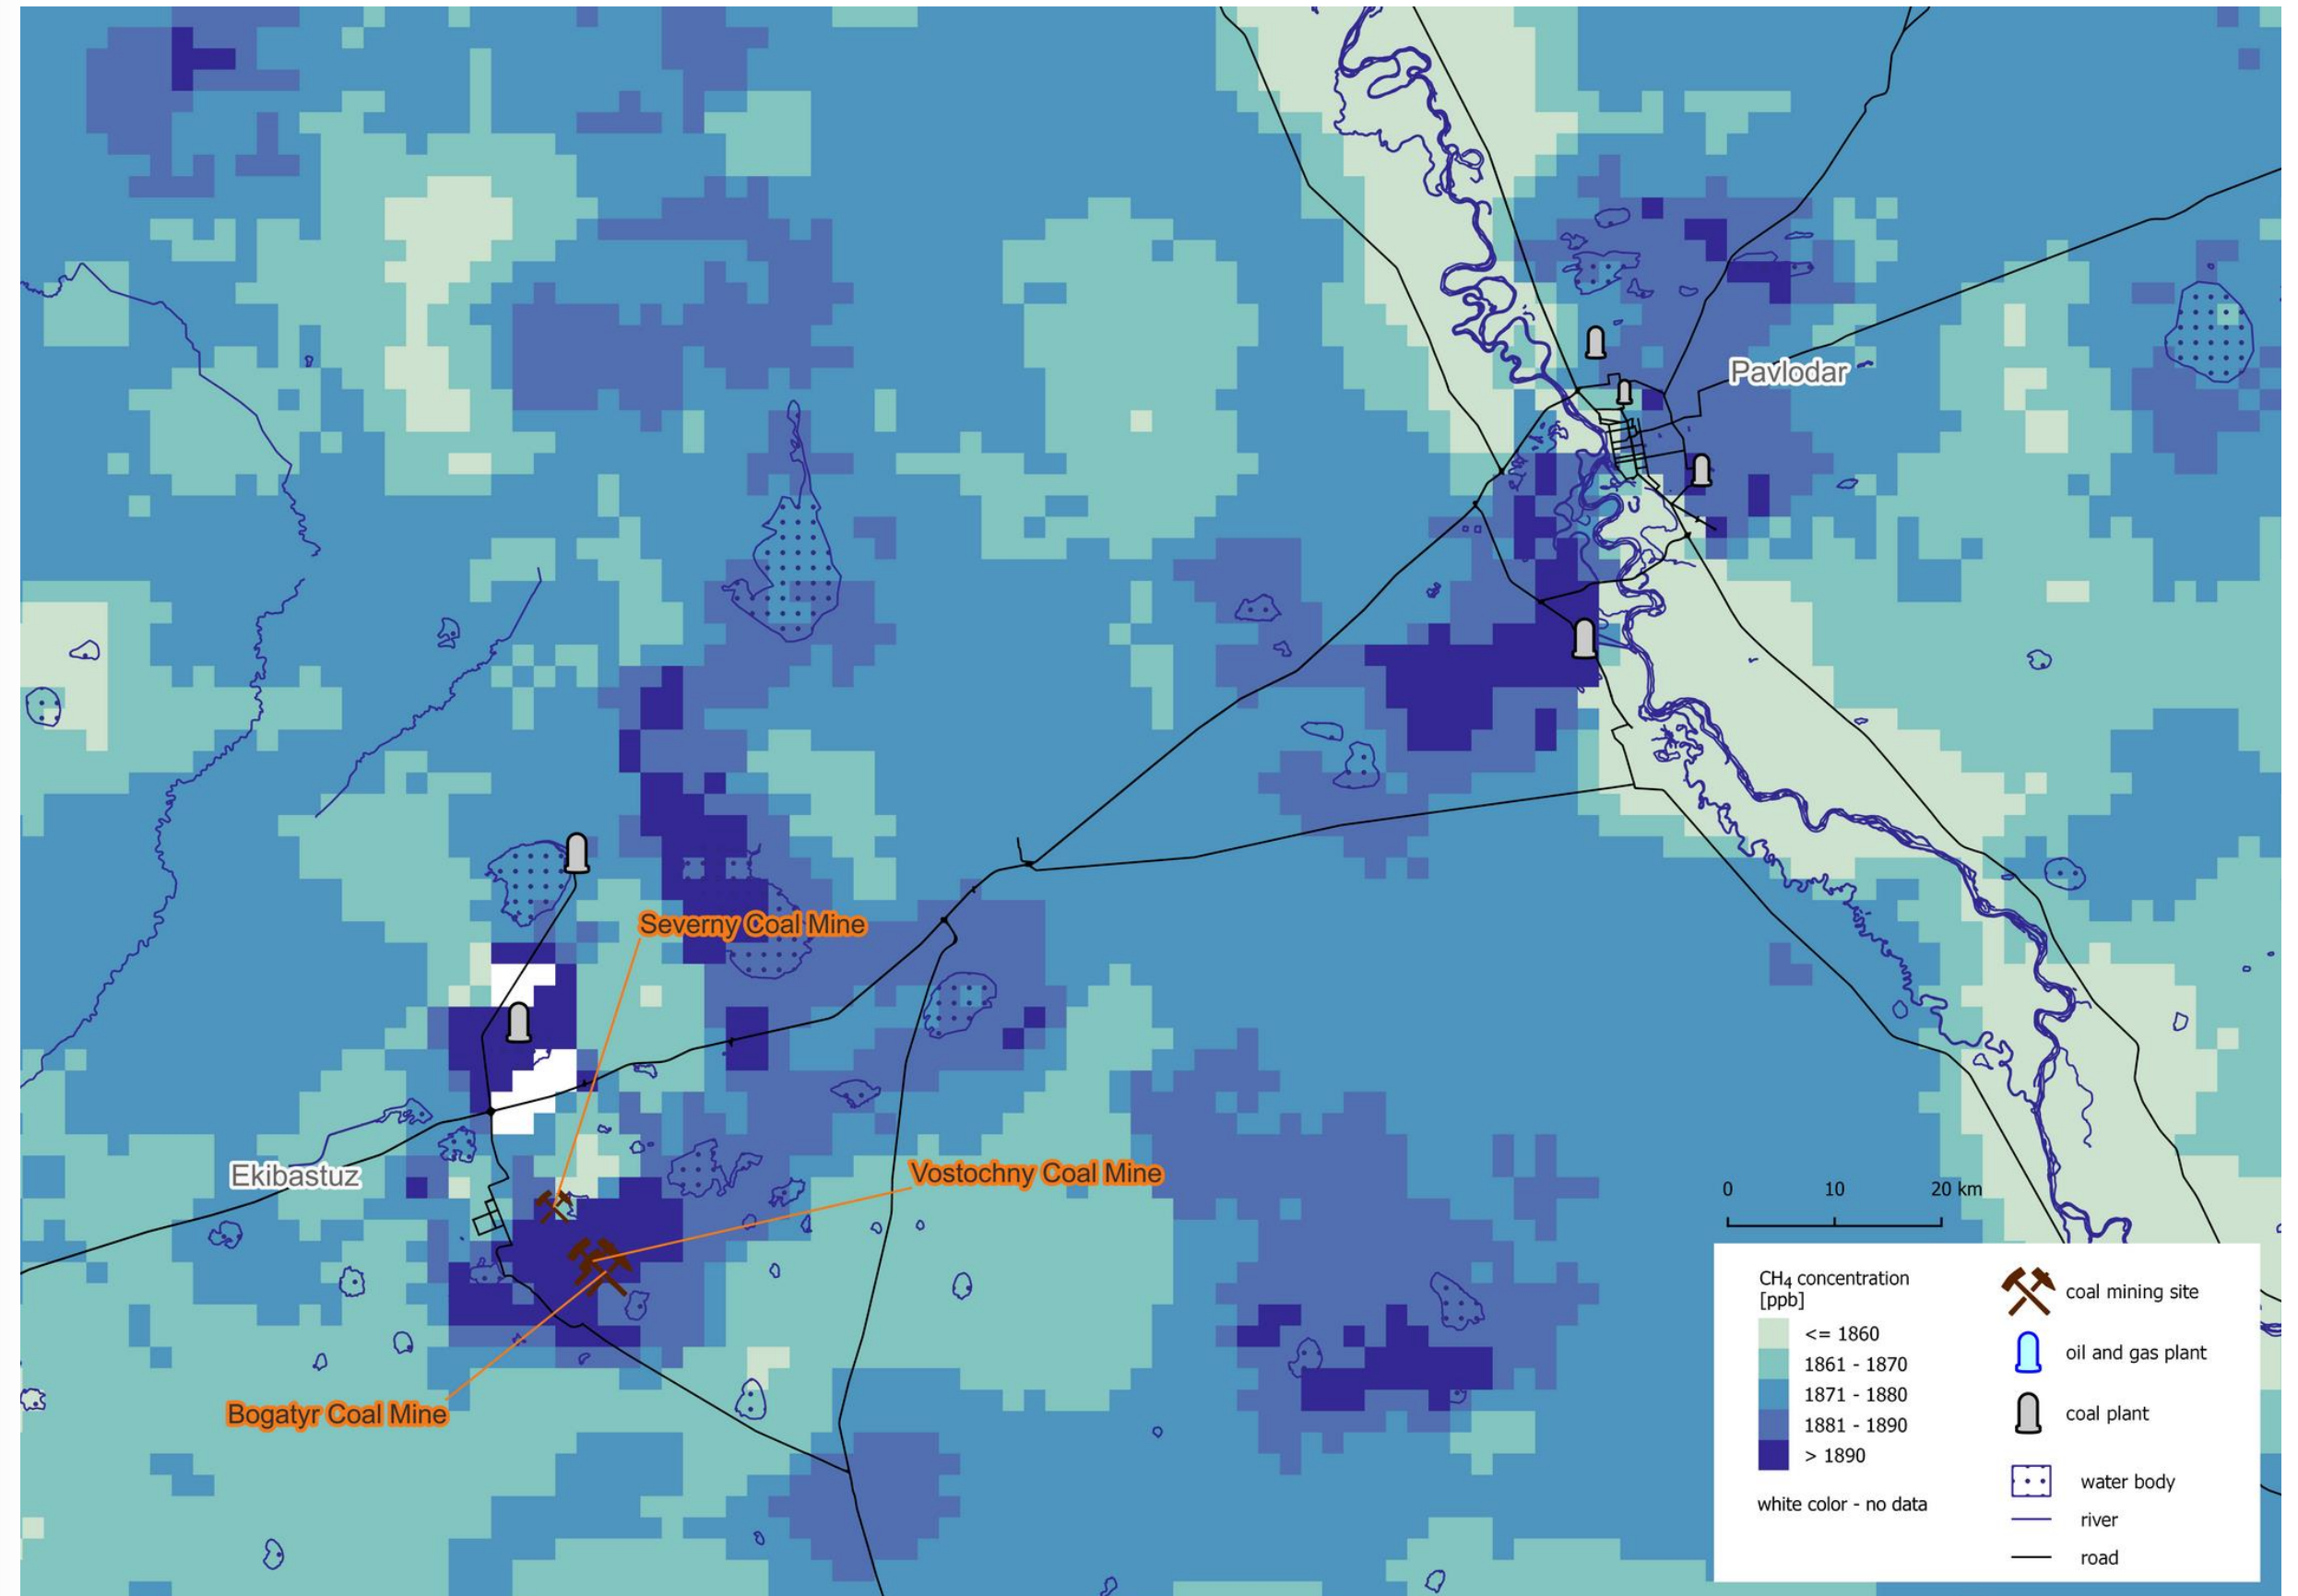 Pavlodar
Severny Coal Mine
Vostochny Coal Mine
Ekibastuz
Bogatyr Coal Mine
0 10 20 km
CH₄ concentration
[ppb]
<= 1860
1861 - 1870
1871 - 1880
1881 - 1890
> 1890
white color - no data
coal mining site
oil and gas plant
coal plant
water body
river
road